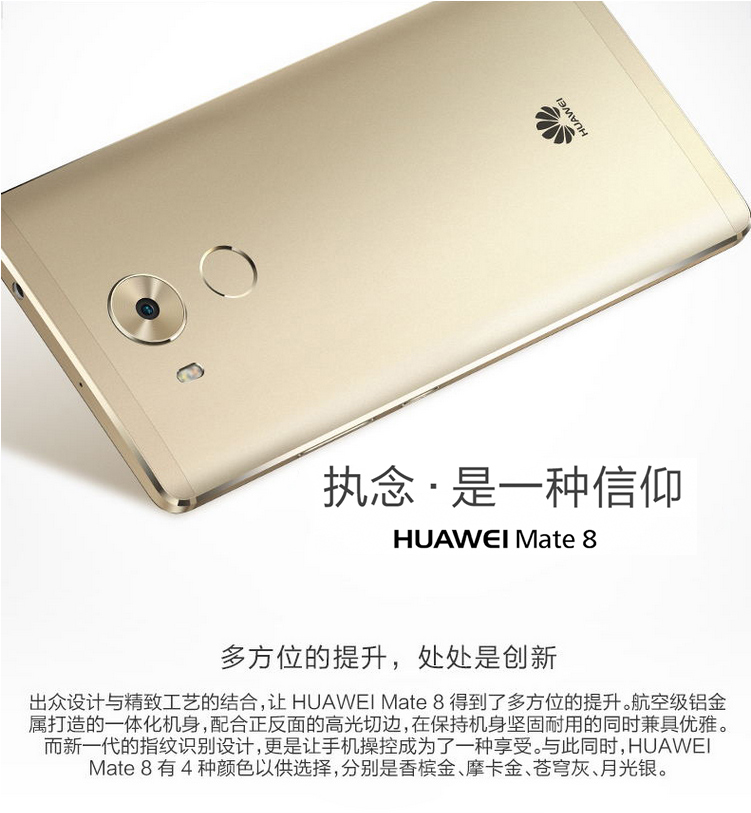 HUAWEI
执念·是一种信仰
HUAWEI Mate 8
多方位的提升，处处是创新
出众设计与精致工艺的结合,让 HUAWEI Mate 8 得到了多方位的提升。航空级铝金
属打造的一体化机身,配合正反面的高光切边,在保持机身坚固耐用的同时兼具优雅。
而新一代的指纹识别设计,更是让手机操控成为了一种享受。与此同时,HUAWEI
Mate 8 有 4 种颜色以供选择,分别是香槟金、摩卡金、苍穹灰、月光银。